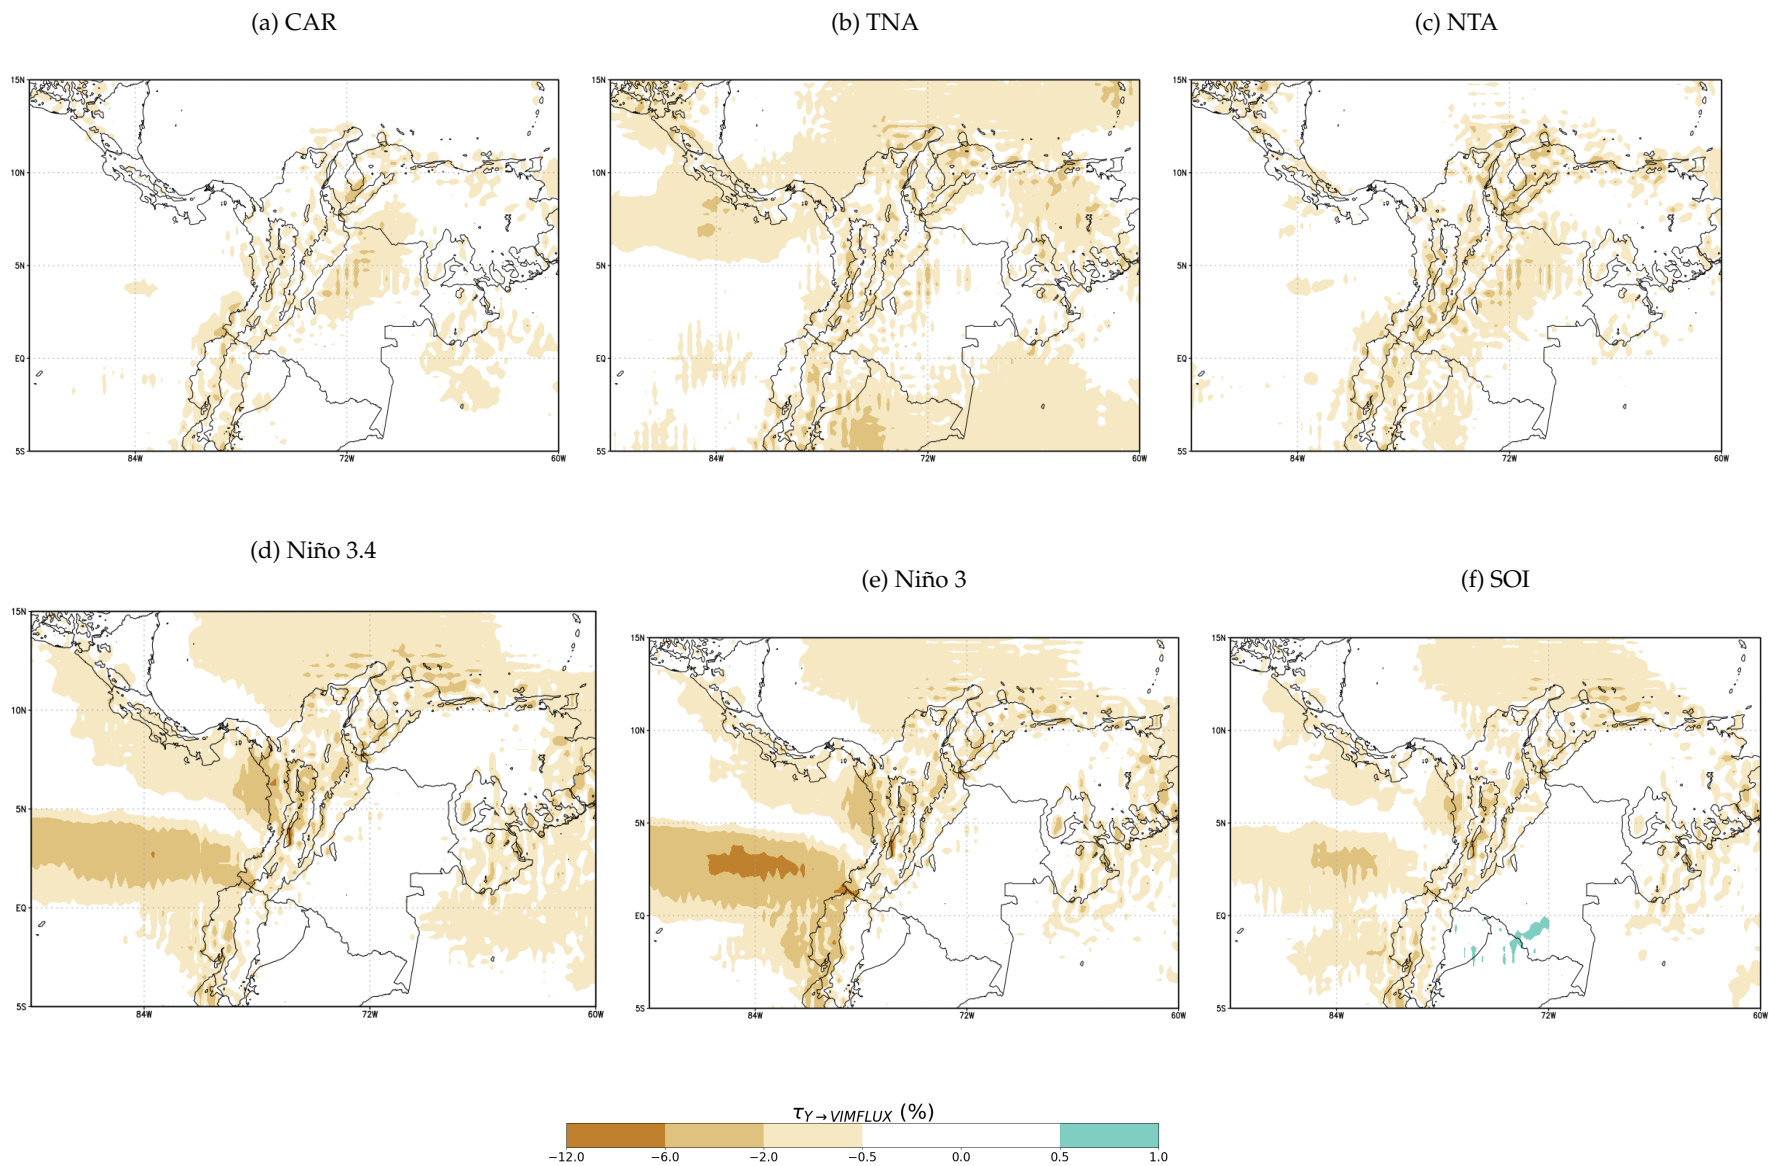 (a) CAR
(b) TNA
(c) NTA
15N
10N
5N
EQ
5S
84W
72W
60W
15N
10N
5N
EQ
5S
84W
72W
60W
15N
10N
5N
EQ
5S
84W
72W
60W
(d) Niño 3.4
(e) Niño 3
(f) SOI
15N
10N
5N
EQ
5S
84W
72W
60W
15N
10N
5N
EQ
5S
84W
72W
60W
15N
10N
5N
EQ
5S
84W
72W
60W
τY→VIMFLUX (%)
−12.0 −6.0 −2.0 −0.5 0.0 0.5 1.0